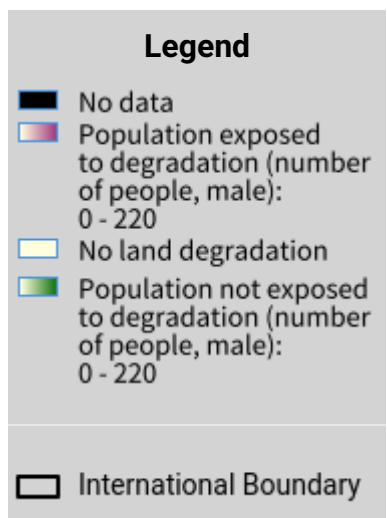 Legend
No data
Population exposed
to degradation (number
of people, male):
0 - 220
No land degradation
Population not exposed
to degradation (number
of people, male):
0 - 220
International Boundary